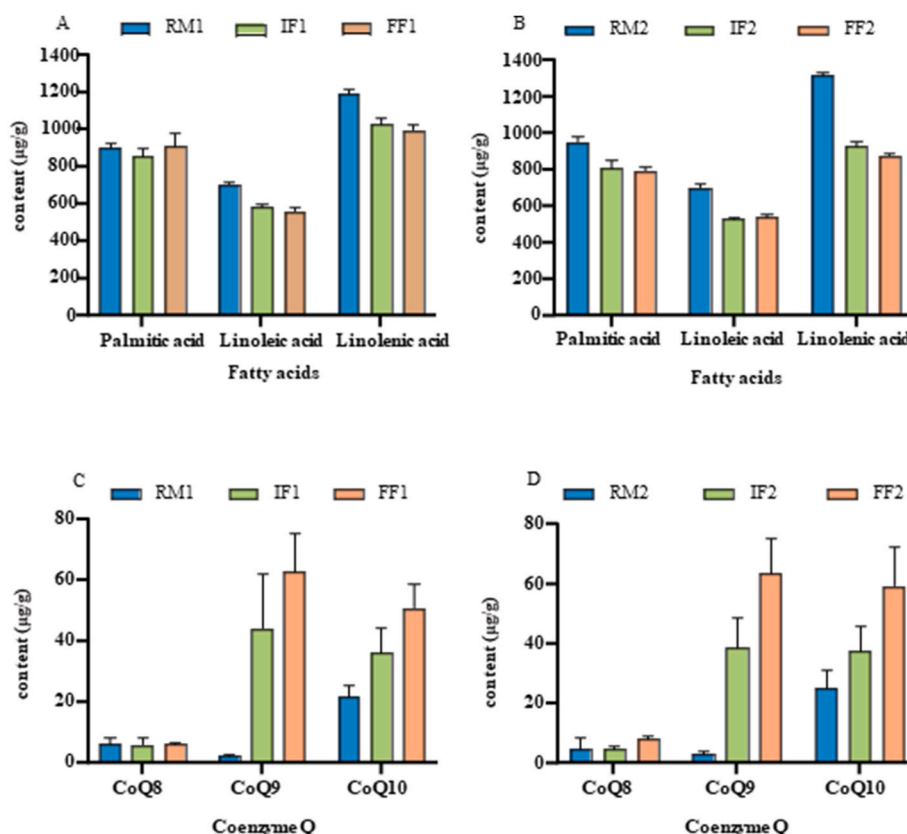 A
RM1 IF1 FF1
content (µg/g)
1400
1200
1000
800
600
400
200
0
Palmitic acid Linoleic acid Linolenic acid
Fatty acids
B
RM2 IF2 FF2
content (µg/g)
1400
1200
1000
800
600
400
200
0
Palmitic acid Linoleic acid Linolenic acid
Fatty acids
C
RM1 IF1 FF1
content (µg/g)
80
60
40
20
0
CoQ8 CoQ9 CoQ10
Coenzyme Q
D
RM2 IF2 FF2
content (µg/g)
80
60
40
20
0
CoQ8 CoQ9 CoQ10
Coenzyme Q